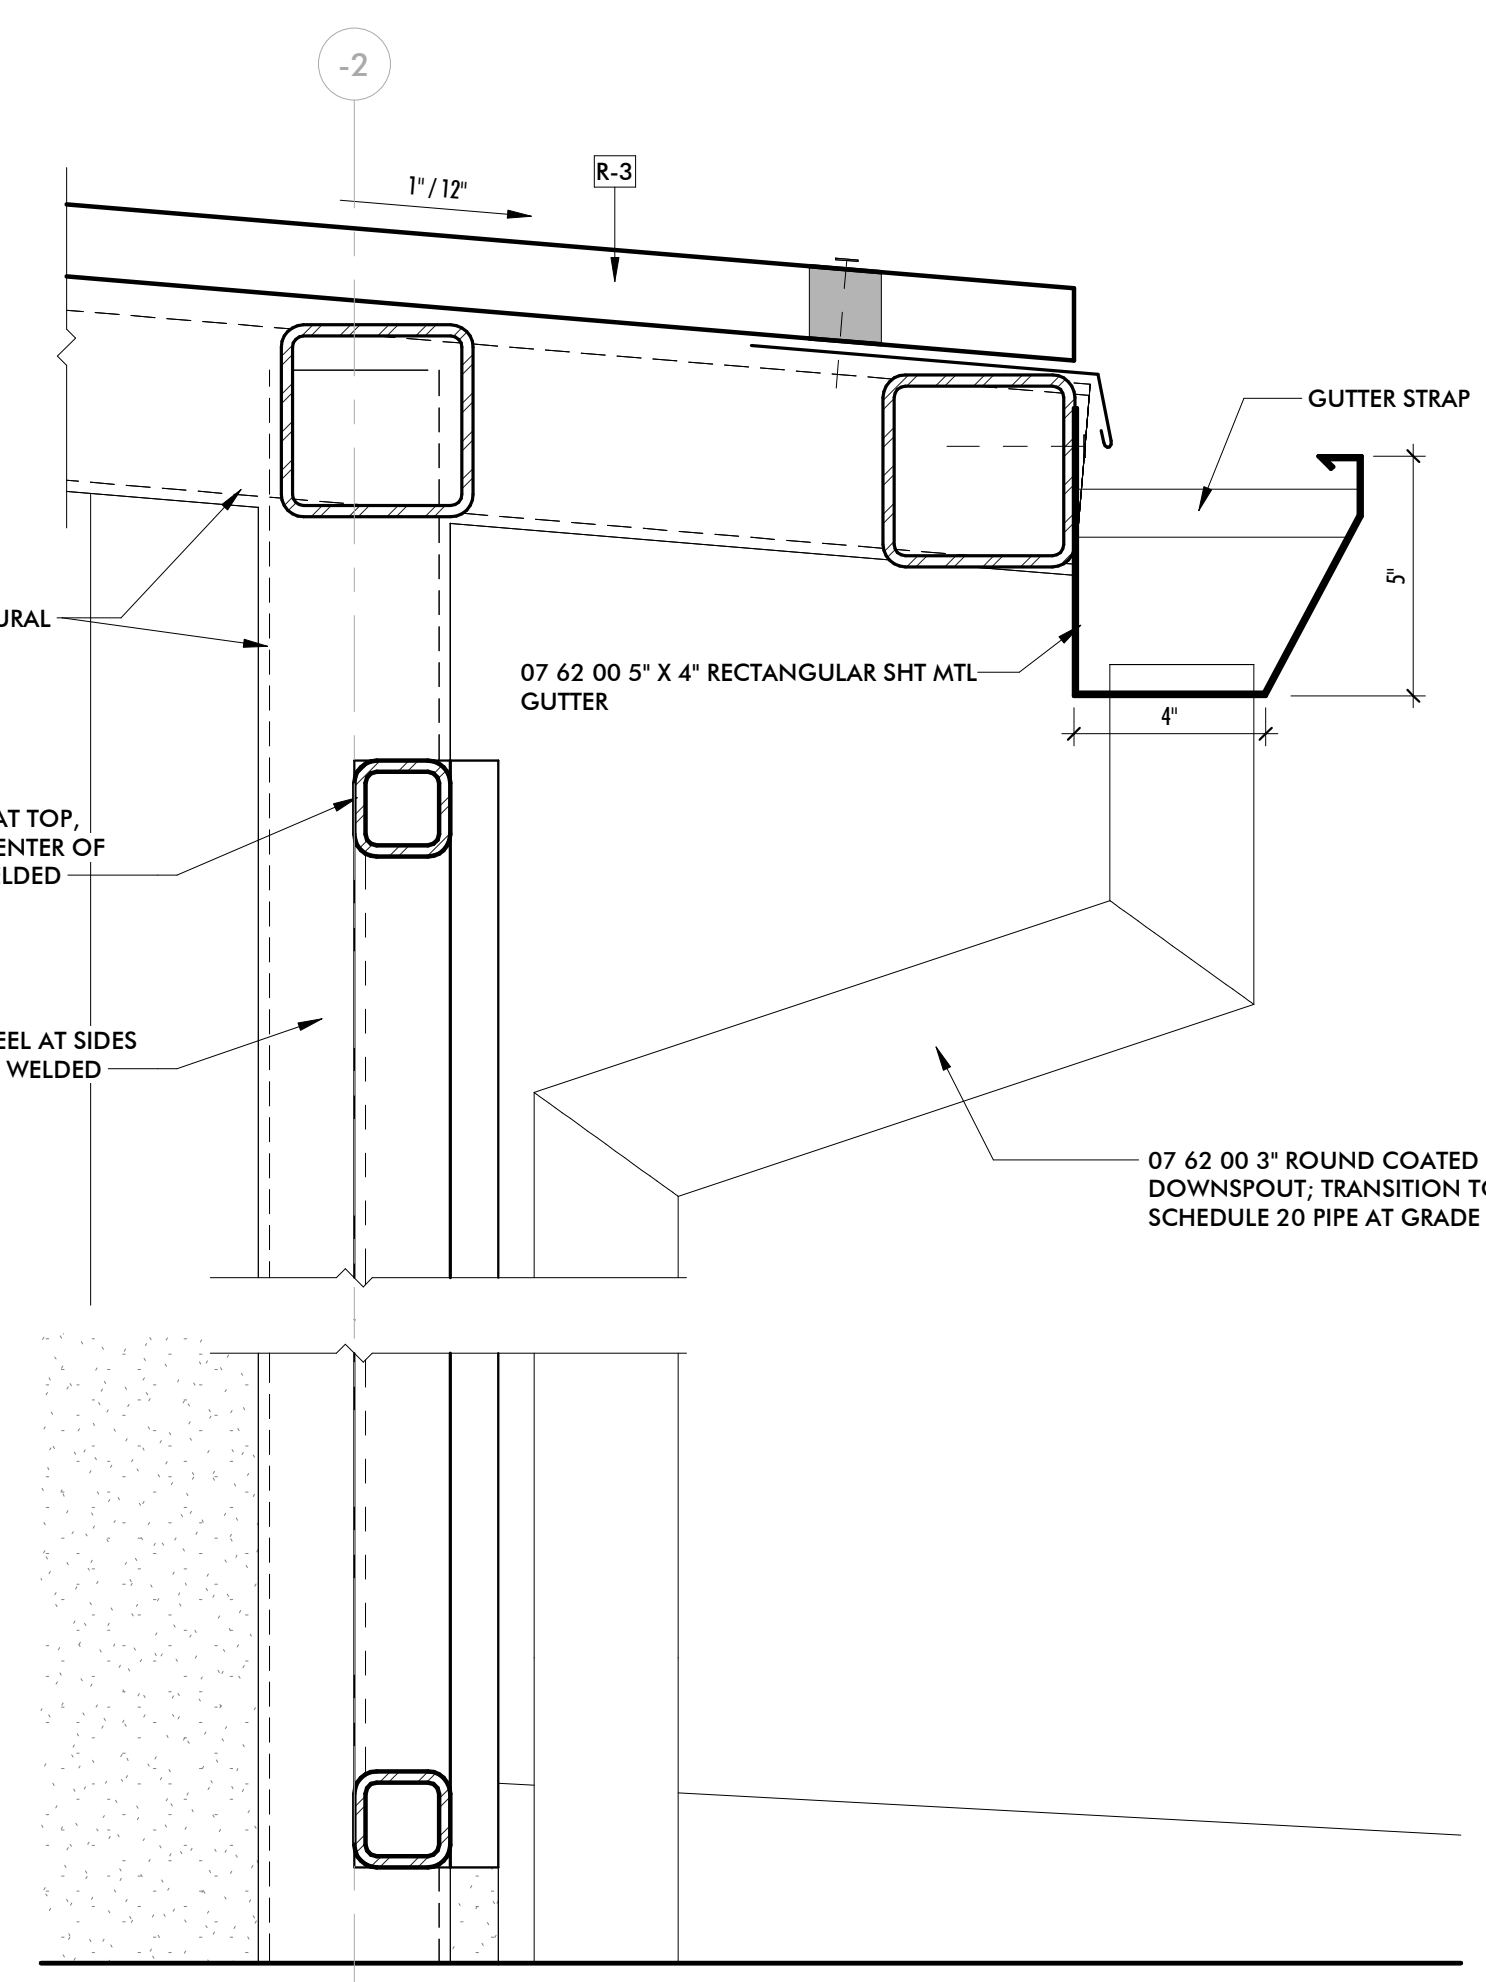 -2
R-3
1"/12"
GUTTER STRAP
5"
URAL
07 62 00 5" X 4" RECTANGULAR SHT MTL
GUTTER
4"
AT TOP,
ENTER OF
LDED
EEL AT SIDES
WELDED
07 62 00 3" ROUND COATED
DOWNSPOUT; TRANSITION TO
SCHEDULE 20 PIPE AT GRADE